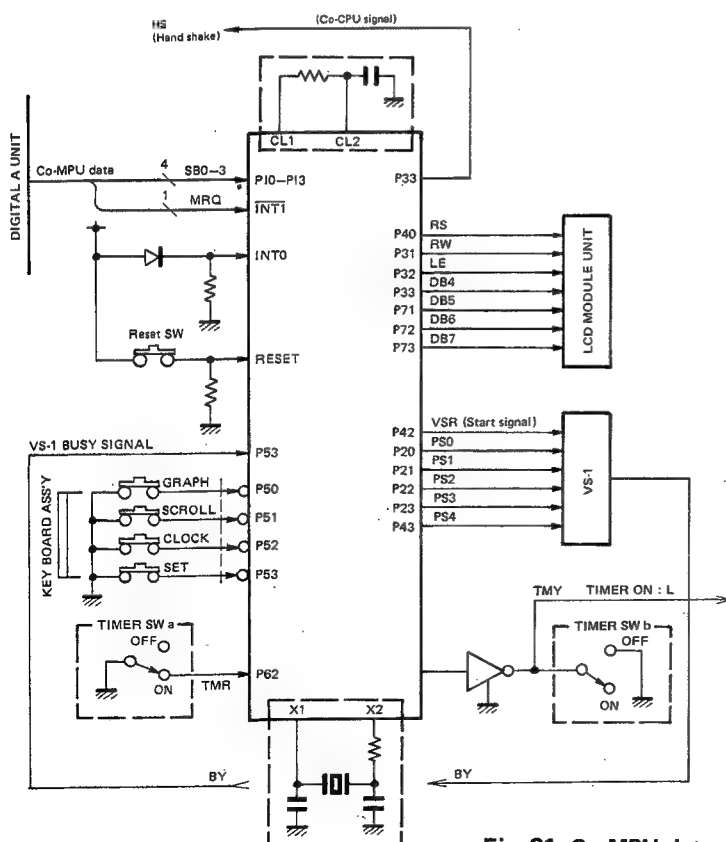 HS
(Hand shake)
(Co-CPU signal)
CL1
CL2
DIGITAL A UNIT
Co-MPU data
4
SB0-3
PI0-PI3
1
MRQ
INT1
INT0
Reset SW
RESET
VS-1 BUSY SIGNAL
P53
KEY BOARD ASS'Y
GRAPH
P50
SCROLL
P51
CLOCK
P52
SET
P53
TIMER SW a
OFF
ON
TMR
P62
X1
X2
BY
P33
P40
RS
P31
RW
P32
LE
P33
DB4
P71
DB5
P72
DB6
P73
DB7
LCD MODULE UNIT
P42
VSR (Start signal)
P20
PS0
P21
PS1
P22
PS2
P23
PS3
P43
PS4
VS-1
TMY
TIMER ON : L
TIMER SW b
OFF
ON
BY